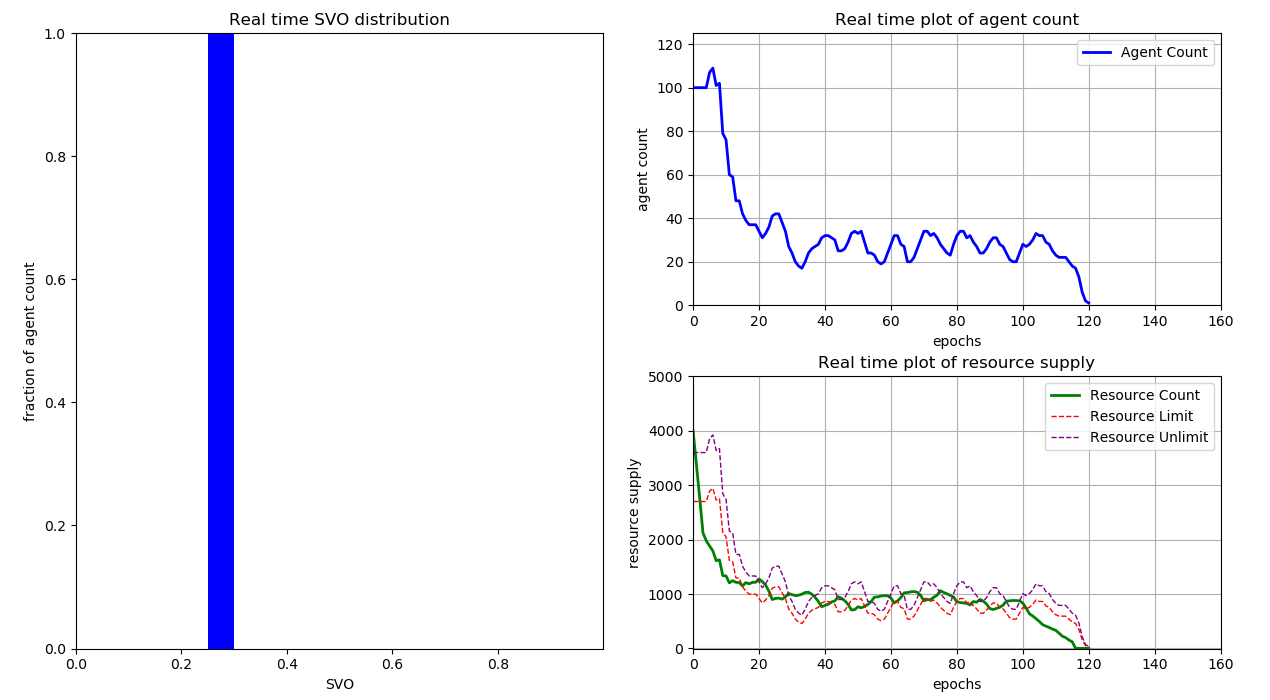 Real time SVO distribution
1.0
0.8
0.6
0.4
0.2
0.0
fraction of agent count
0.0 0.2 0.4 0.6 0.8
SVO
Real time plot of agent count
Agent Count
120
100
80
60
40
20
0
agent count
0 20 40 60 80 100 120 140 160
epochs
Real time plot of resource supply
Resource Count
Resource Limit
Resource Unlimit
5000
4000
3000
2000
1000
0
resource supply
0 20 40 60 80 100 120 140 160
epochs